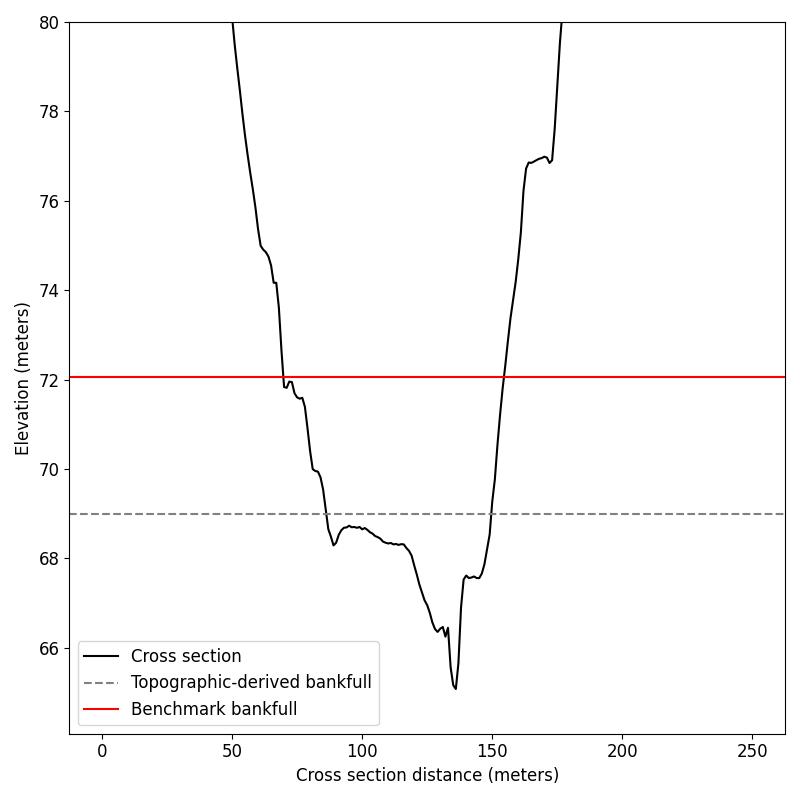 80
78
76
74
72
70
68
66
Elevation (meters)
Cross section
Topographic-derived bankfull
Benchmark bankfull
0
50
100
150
200
250
Cross section distance (meters)